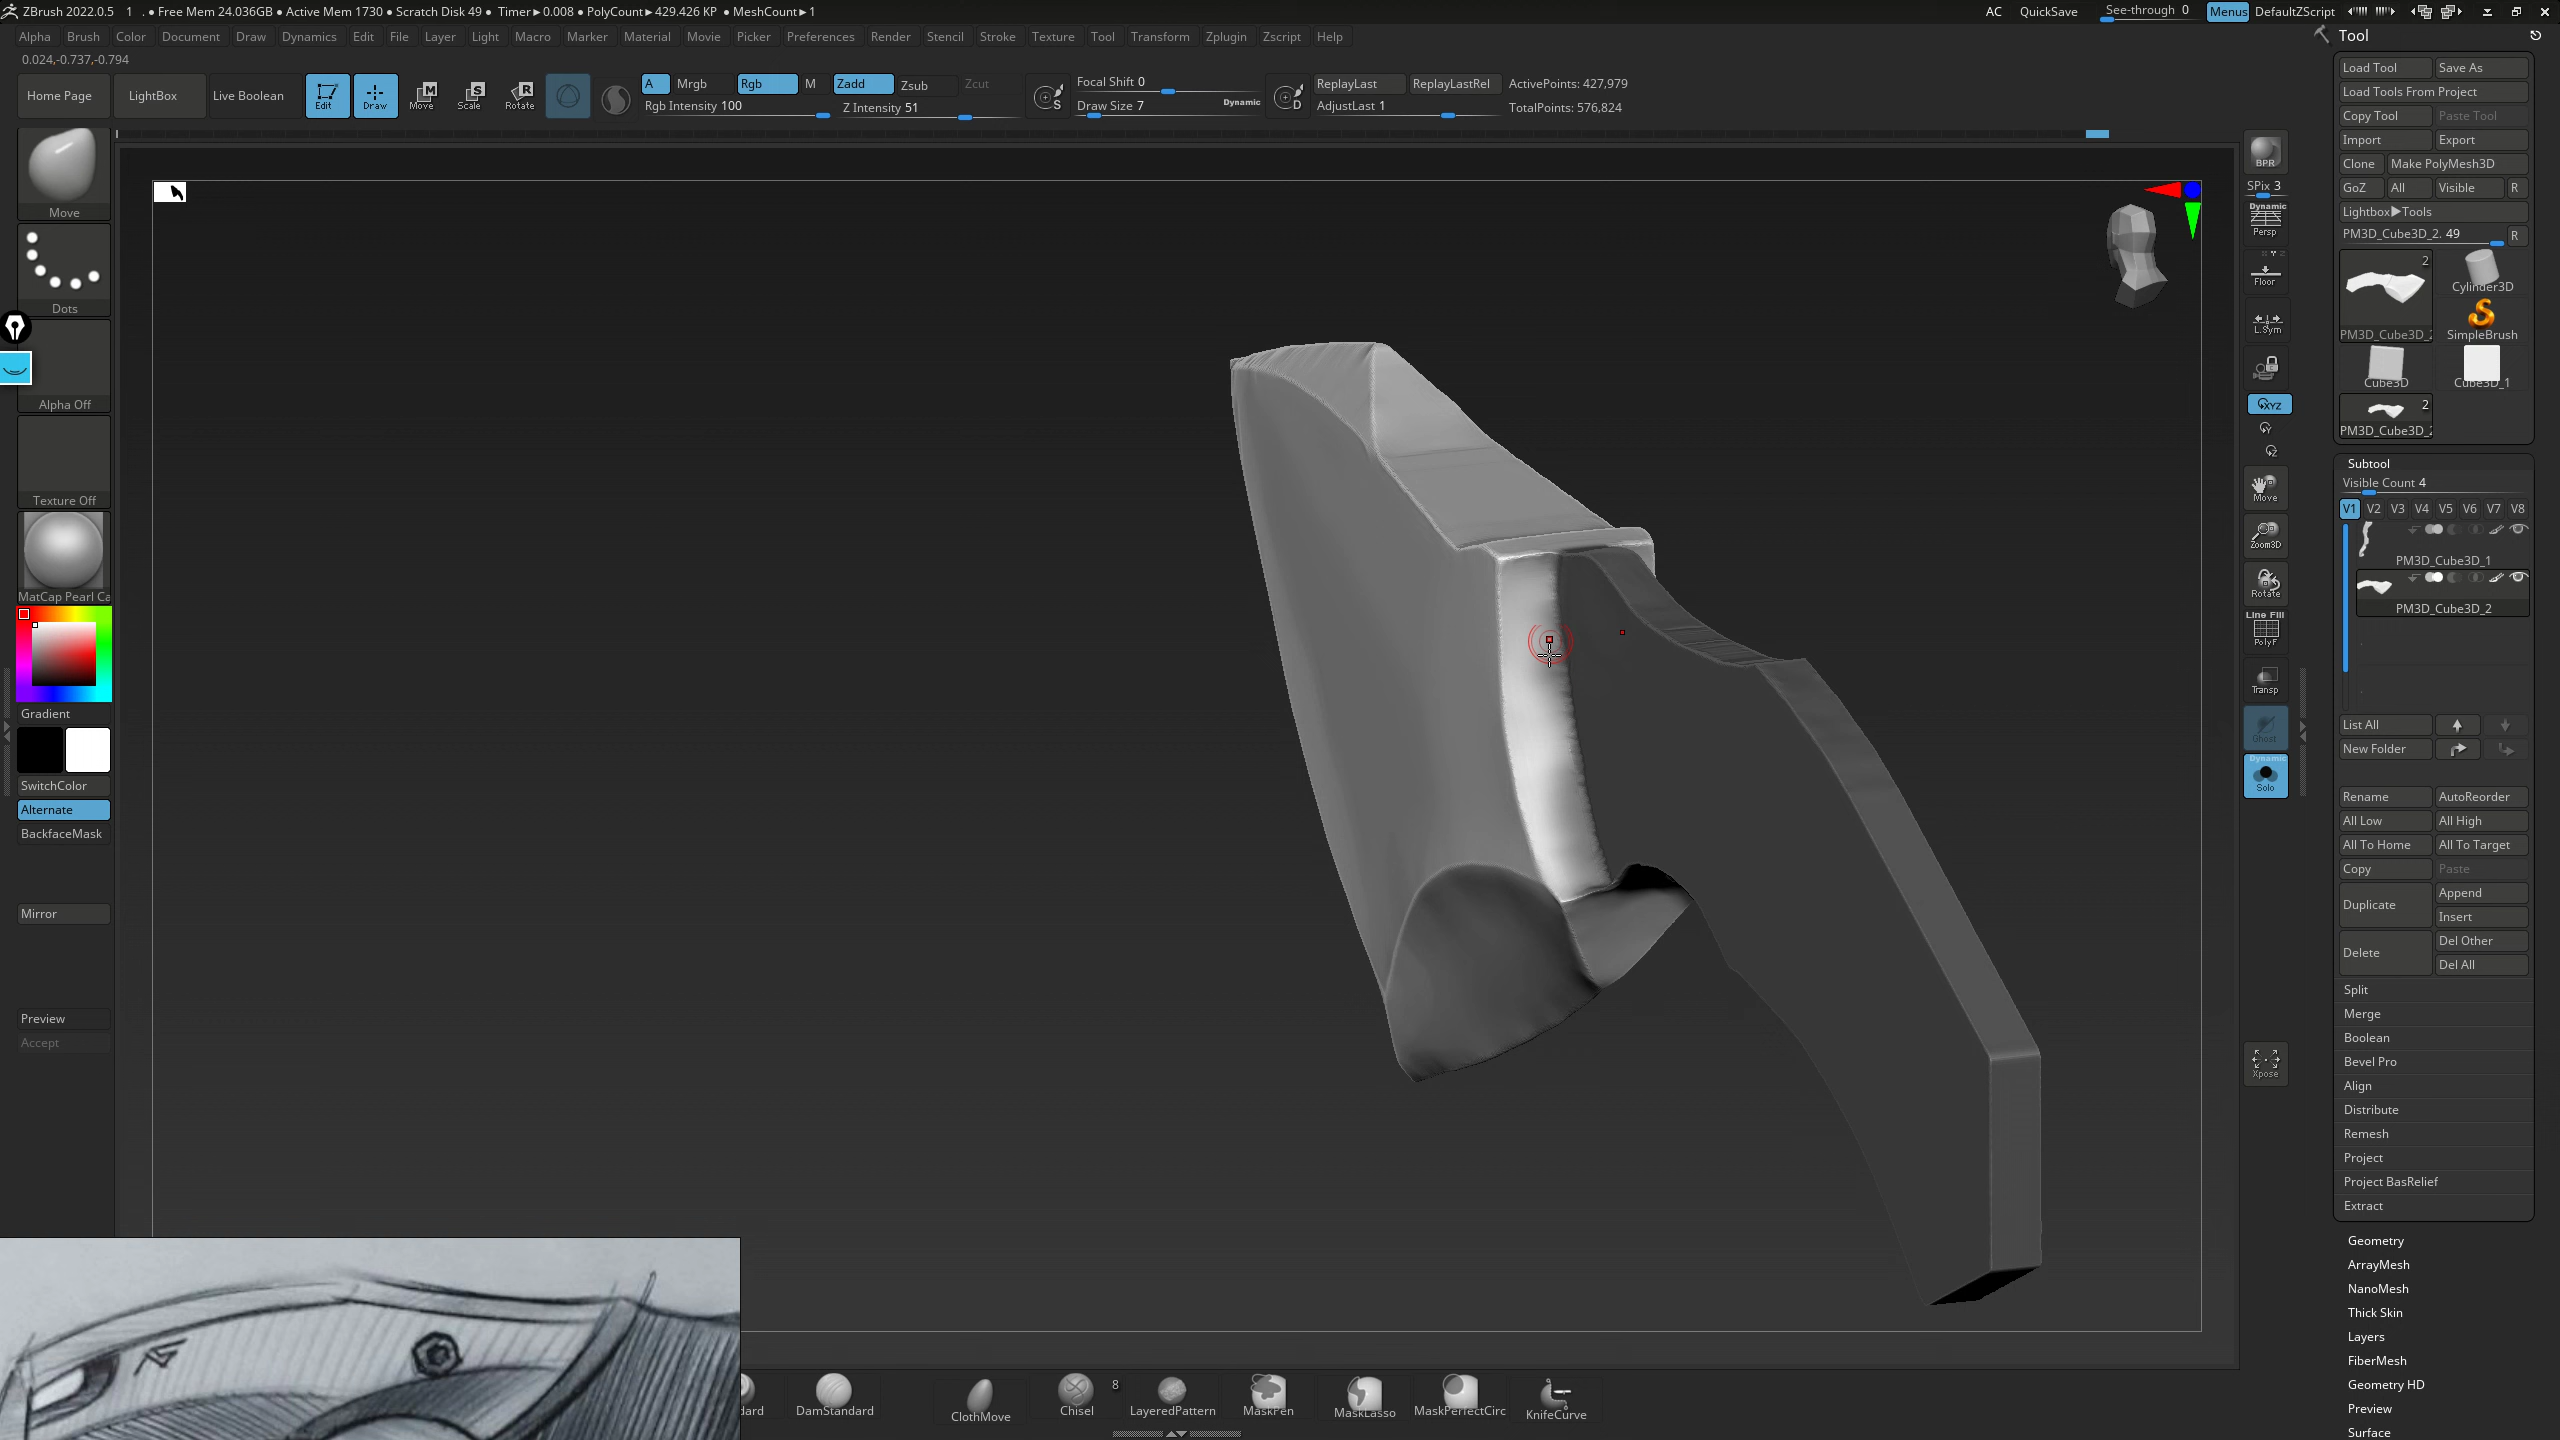 ZBrush 2022.0.5 1 . ● Free Mem 24.036GB ● Active Mem 1730 ● Scratch Disk 49 ● Timer▶0.008 ● PolyCount▶429.426 KP ● MeshCount▶1
AC QuickSave See-through 0 Menus DefaultZScript
Alpha Brush Color Document Draw Dynamics Edit File Layer Light Macro Marker Material Movie Picker Preferences Render Stencil Stroke Texture Tool Transform Zplugin Zscript Help
Tool
0.024,-0.737,-0.794
Home Page LightBox Live Boolean Edit Draw Move Scale Rotate
A Mrgb Rgb M Zadd Zsub Zcut
Rgb Intensity 100 Z Intensity 51
Focal Shift 0
Draw Size 7 Dynamic
ReplayLast ReplayLastRel
AdjustLast 1
ActivePoints: 427,979
TotalPoints: 576,824
Move
Dots
Alpha Off
Texture Off
MatCap Pearl Ca
Gradient
SwitchColor
Alternate
BackfaceMask
Mirror
Preview
Accept
BPR
SPix 3
Dynamic
Persp
Floor
L.Sym
XYZ
Move
Zoom3D
Rotate
Line Fill
PolyF
Transp
Ghost
Dynamic
Solo
Xpose
Load Tool Save As
Load Tools From Project
Copy Tool Paste Tool
Import Export
Clone Make PolyMesh3D
GoZ All Visible R
Lightbox▶Tools
PM3D_Cube3D_2. 49 R
2
Cylinder3D
PM3D_Cube3D_2 SimpleBrush
Cube3D Cube3D_1
2
PM3D_Cube3D_2
Subtool
Visible Count 4
V1 V2 V3 V4 V5 V6 V7 V8
PM3D_Cube3D_1
PM3D_Cube3D_2
List All
New Folder
Rename AutoReorder
All Low All High
All To Home All To Target
Copy Paste
Duplicate Append
Insert
Delete Del Other
Del All
Split
Merge
Boolean
Bevel Pro
Align
Distribute
Remesh
Project
Project BasRelief
Extract
Geometry
ArrayMesh
NanoMesh
Thick Skin
Layers
FiberMesh
Geometry HD
Preview
Surface
dard DamStandard ClothMove Chisel 8 LayeredPattern MaskPen MaskLasso MaskPerfectCirc KnifeCurve